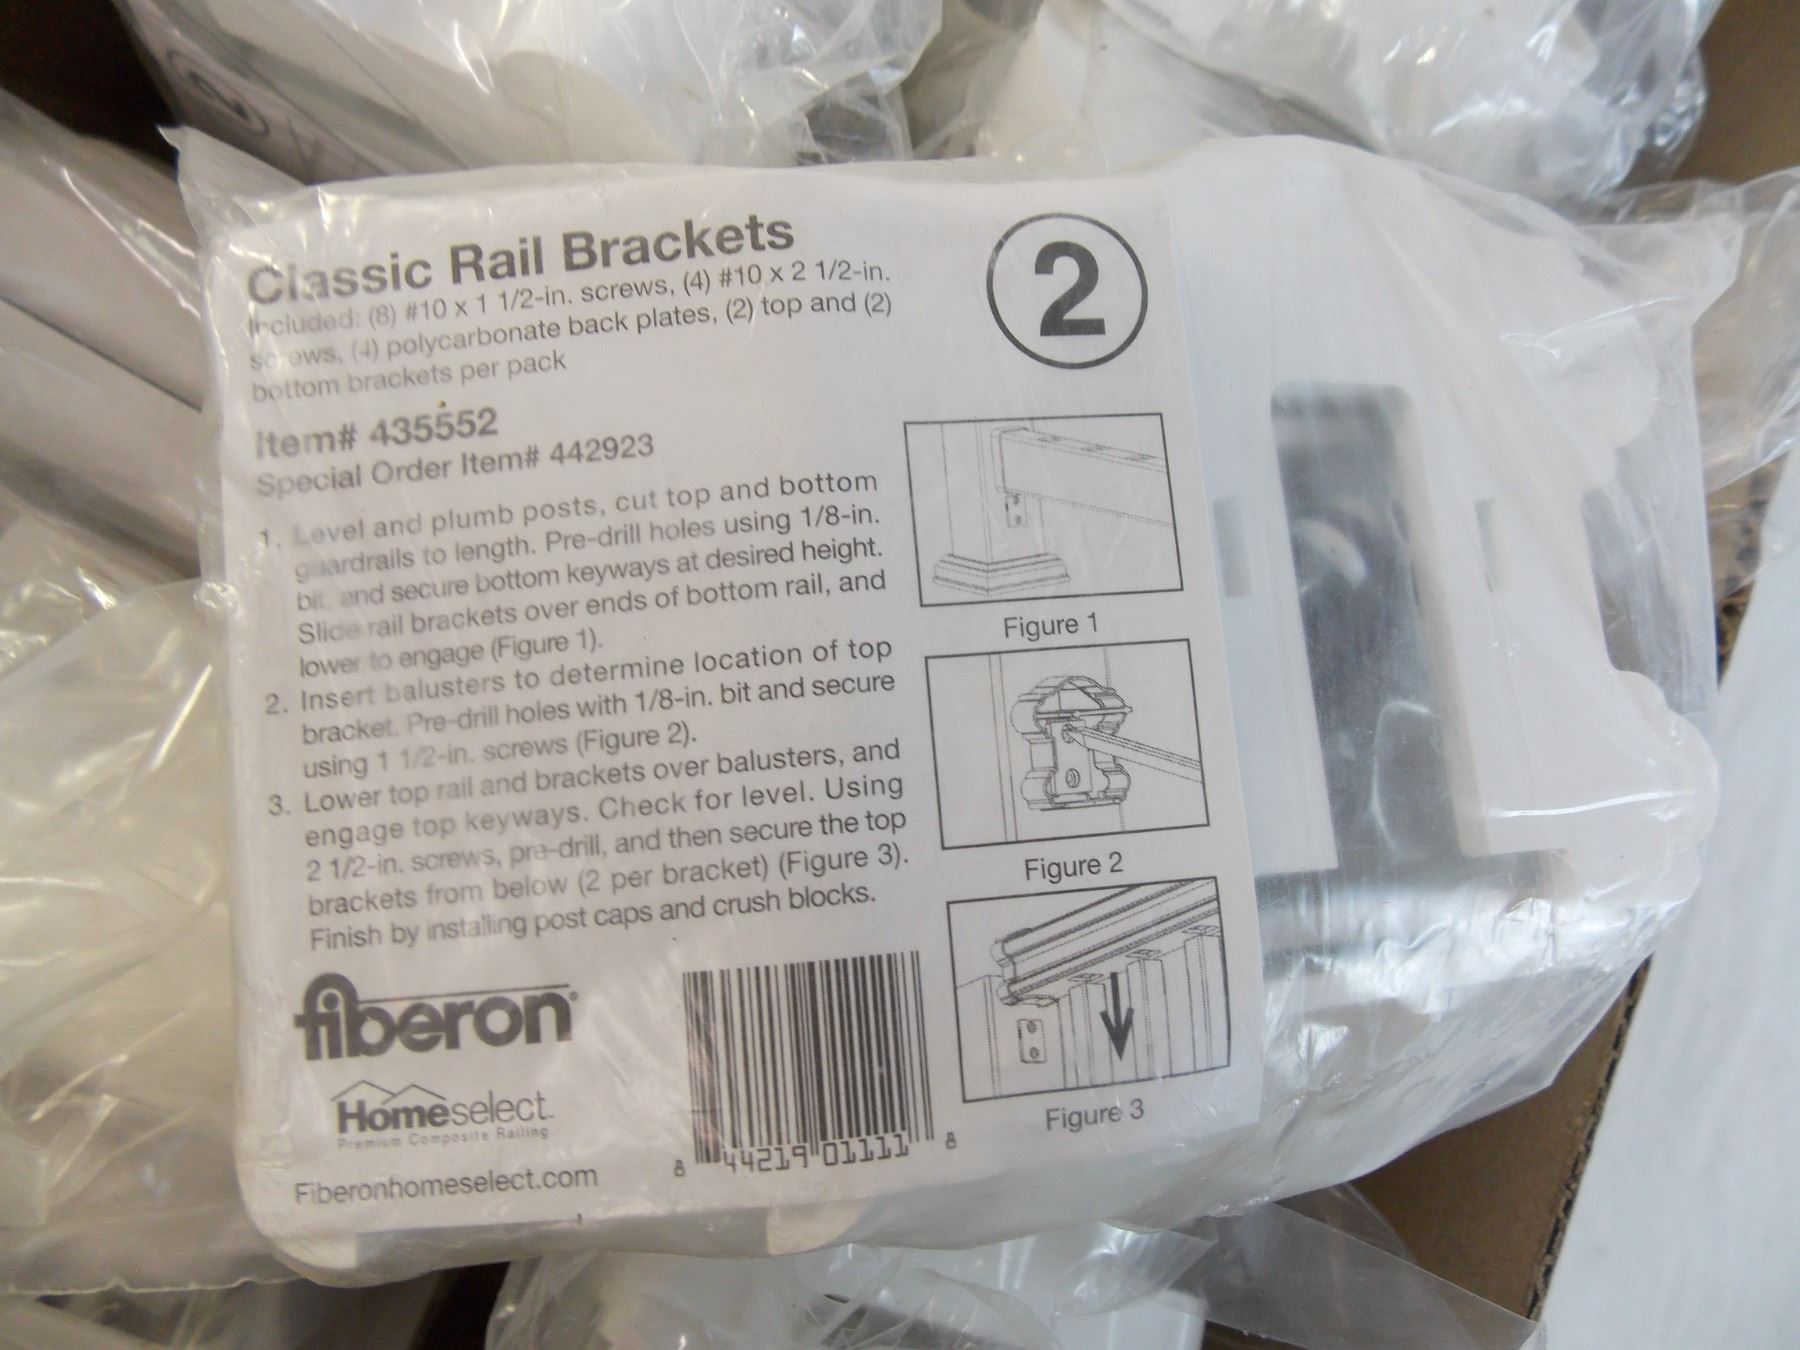 Classic Rail Brackets
Included: (8) #10 x 1 1/2-in. screws, (4) #10 x 2 1/2-in.
screws, (4) polycarbonate back plates, (2) top and (2)
bottom brackets per pack
2
Item# 435552
Special Order Item# 442923
1. Level and plumb posts, cut top and bottom
guardrails to length. Pre-drill holes using 1/8-in.
bit. and secure bottom keyways at desired height.
Slide rail brackets over ends of bottom rail, and
lower to engage (Figure 1).
2. Insert balusters to determine location of top
bracket. Pre-drill holes with 1/8-in. bit and secure
using 1 1/2-in. screws (Figure 2).
3. Lower top rail and brackets over balusters, and
engage top keyways. Check for level. Using
2 1/2-in. screws, pre-drill, and then secure the top
brackets from below (2 per bracket) (Figure 3).
Finish by installing post caps and crush blocks.
Figure 1
Figure 2
Figure 3
fiberon®
Homeselect™
Premium Composite Railing
Fiberonhomeselect.com
8 44219 01111 8